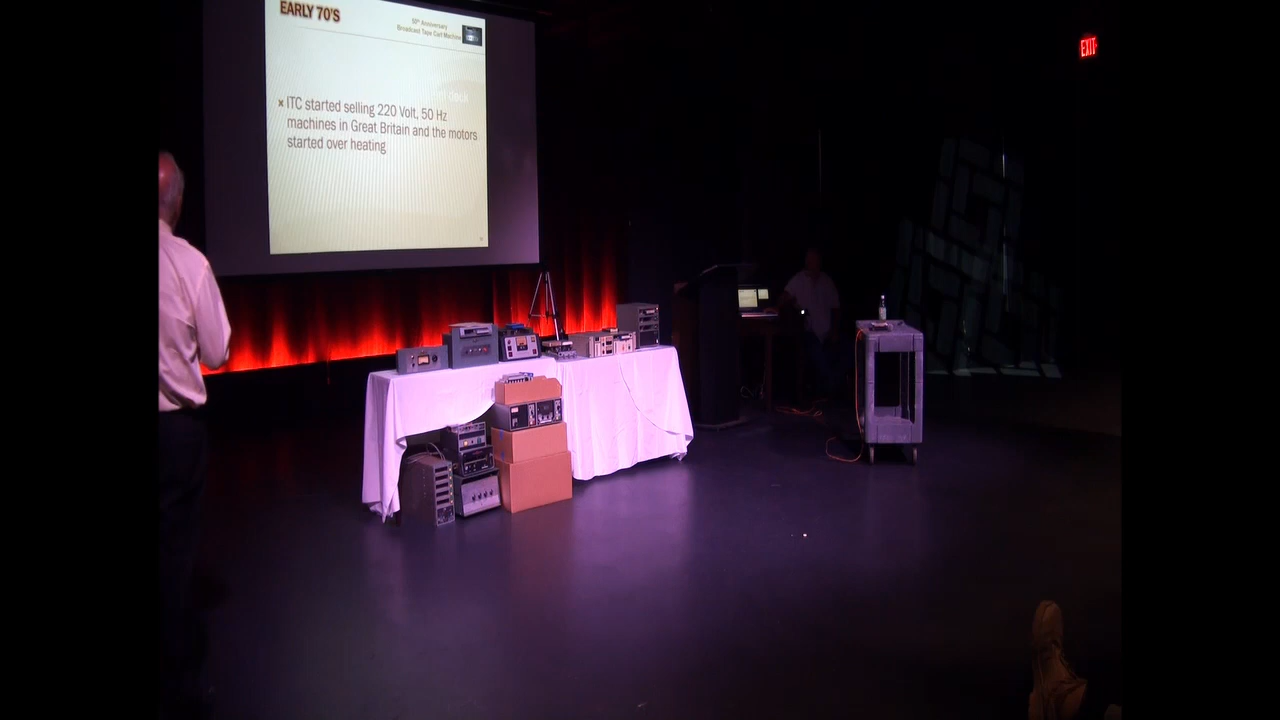 EARLY 70'S
50th Anniversary
Broadcast Tape Cart Machine
ITC started selling 220 Volt, 50 Hz
machines in Great Britain and the motors
started over heating
EXIT